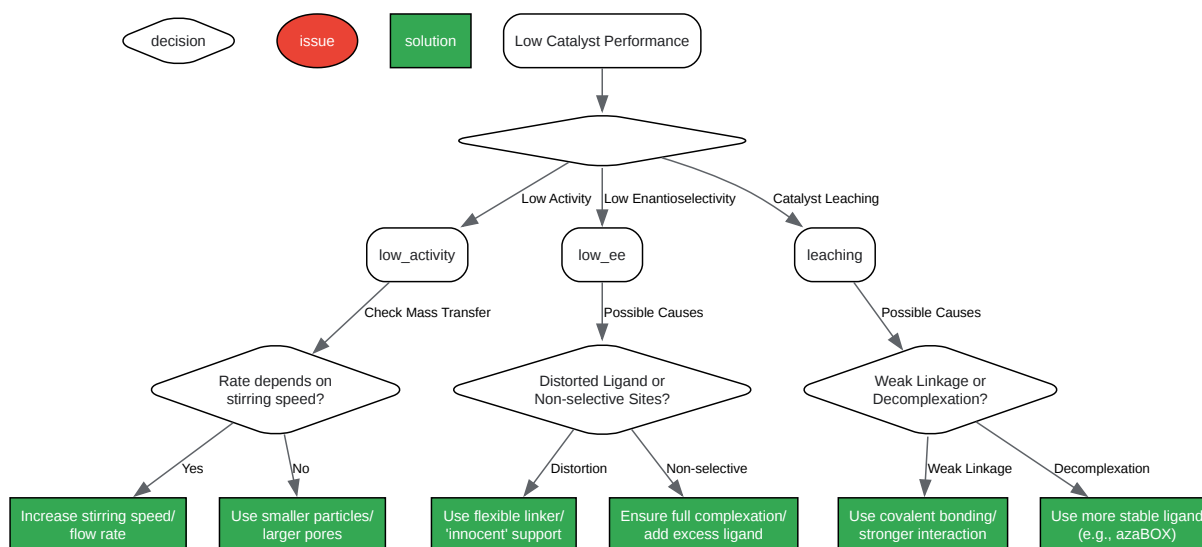 decision
issue
solution
Low Catalyst Performance
Low Activity
Low Enantioselectivity
Catalyst Leaching
low_activity
low_ee
leaching
Check Mass Transfer
Possible Causes
Possible Causes
Rate depends on
stirring speed?
Distorted Ligand or
Non-selective Sites?
Weak Linkage or
Decomplexation?
Yes
No
Distortion
Non-selective
Weak Linkage
Decomplexation
Increase stirring speed/
flow rate
Use smaller particles/
larger pores
Use flexible linker/
'innocent' support
Ensure full complexation/
add excess ligand
Use covalent bonding/
stronger interaction
Use more stable ligand
(e.g., azaBOX)